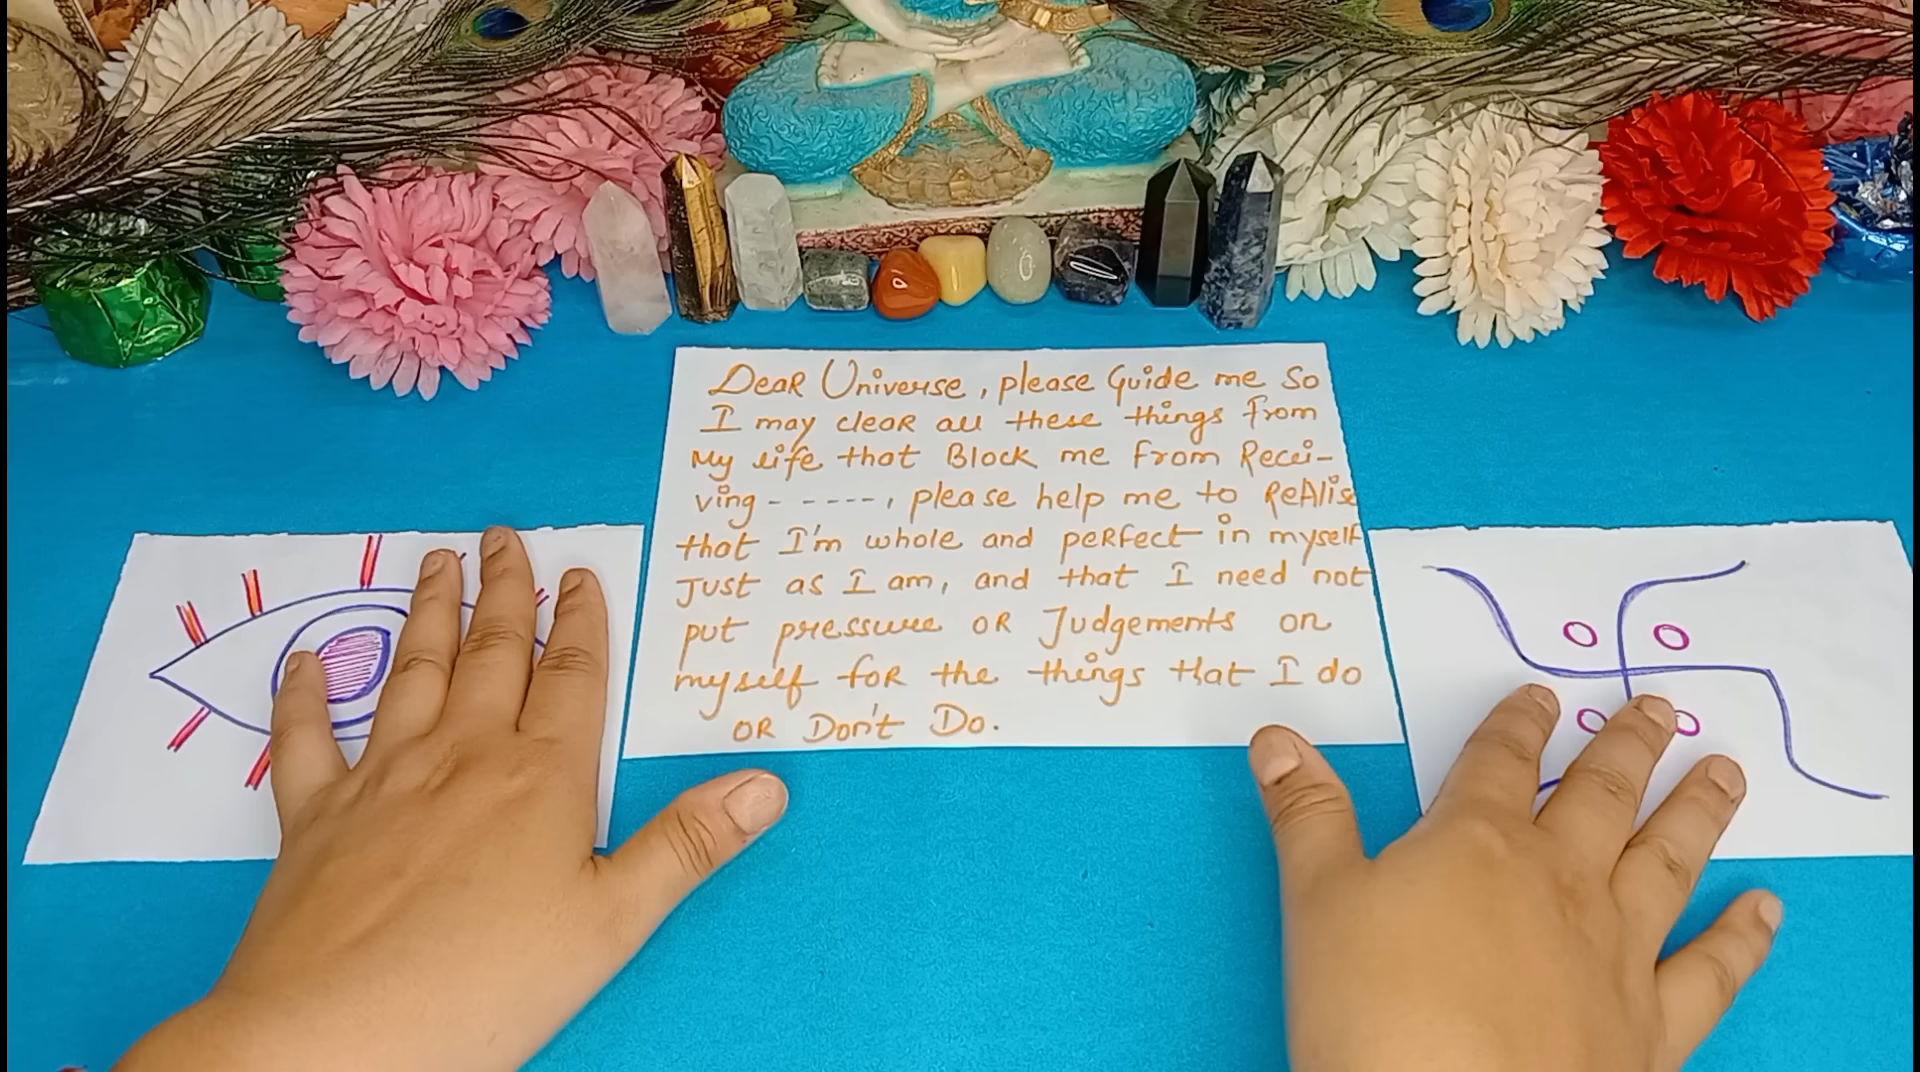 Dear Universe, please Guide me so
I may clear all these things from
My life that Block me from Recei-
ving - ----, please help me to ReAlise
that I'm whole and perfect in myself
just as I am, and that I need not
put pressure OR Judgements on
myself foR the things that I do
OR Don't Do.